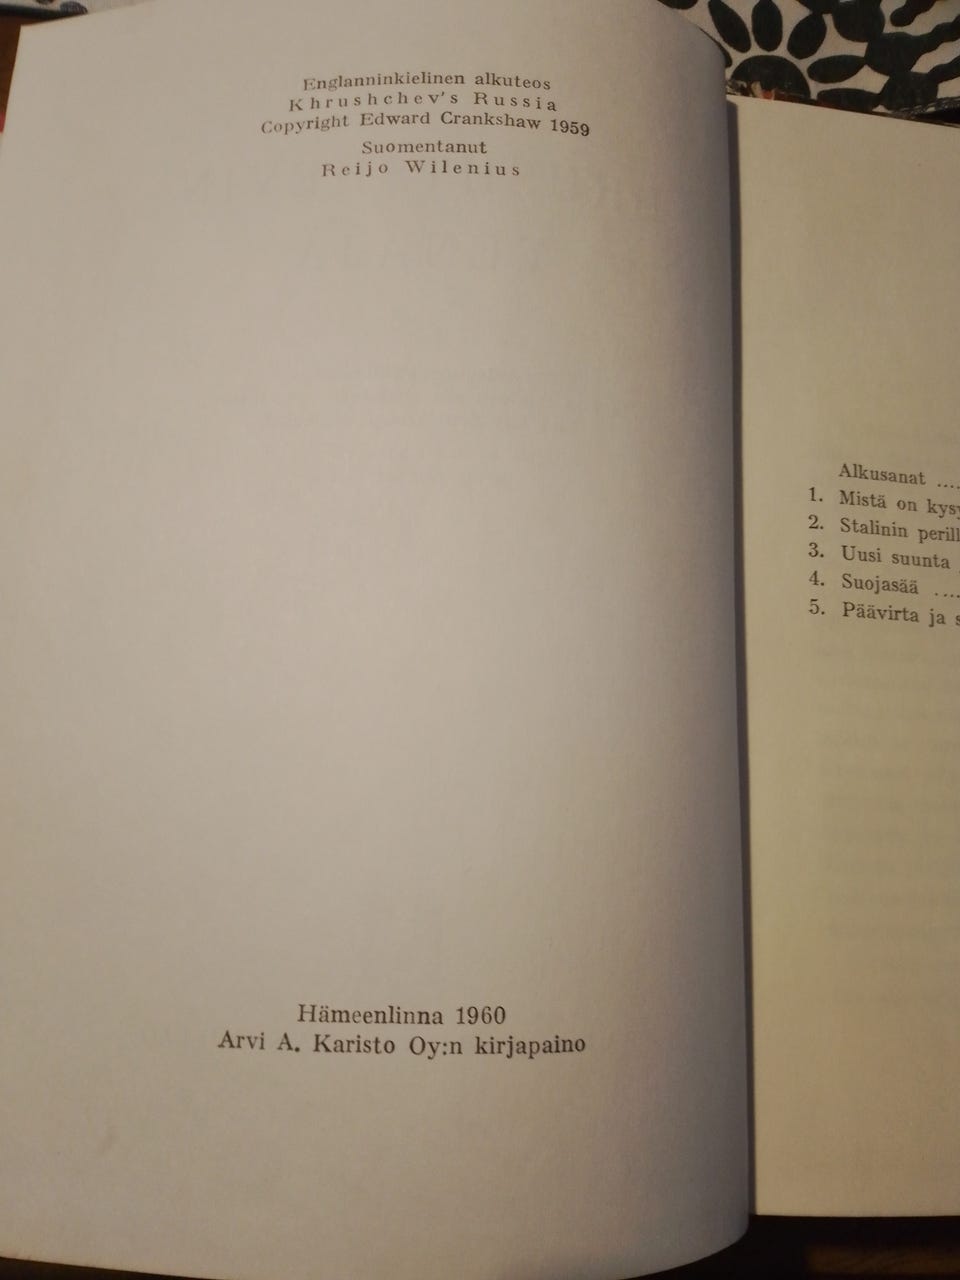 Englanninkielinen alkuteos
Khrushchev's Russia
Copyright Edward Crankshaw 1959
Suomentanut
Reijo Wilenius
Hämeenlinna 1960
Arvi A. Karisto Oy:n kirjapaino
Alkusanat ....
1. Mistä on
2. Stalinin
3. Uusi suunta
4. Suojasää ....
5. Päävirta ja